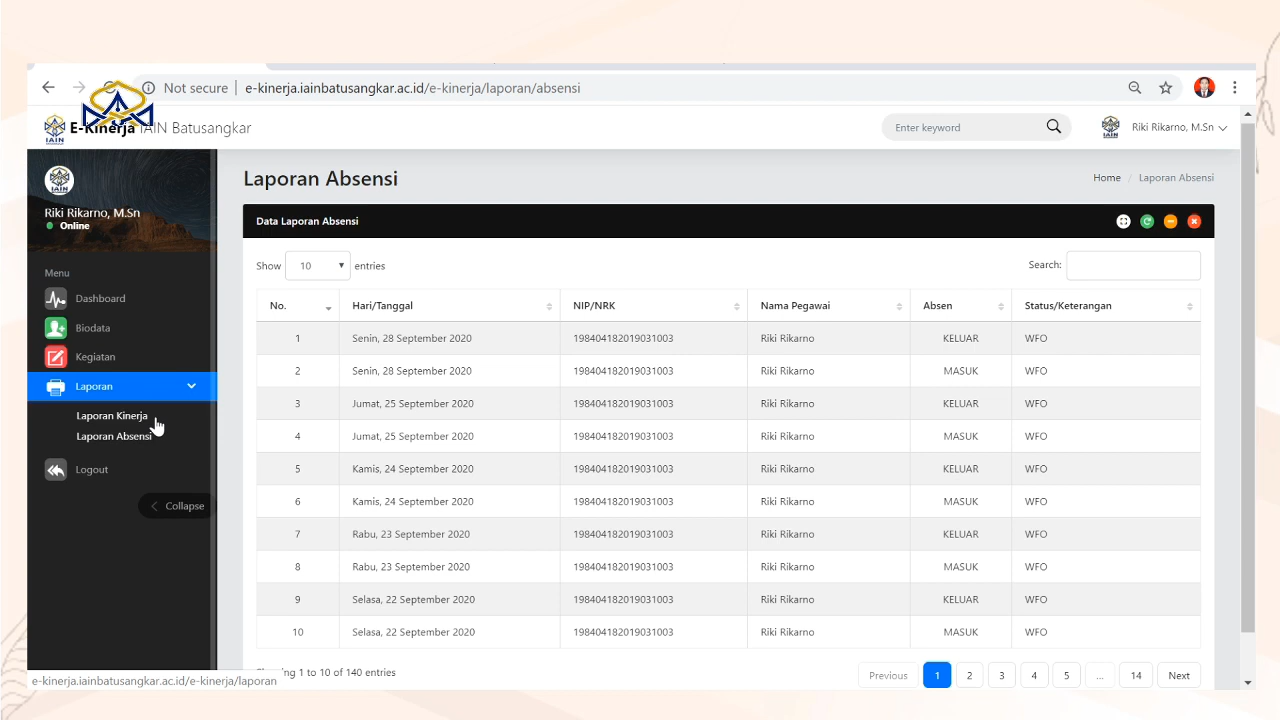 Not secure e-kinerja.iainbatusangkar.ac.id/e-kinerja/laporan/absensi
E-Kinerja IAIN Batusangkar
Enter keyword
IAIN
Riki Rikarno, M.Sn
IAIN
Riki Rikarno, M.Sn
Online
Menu
Dashboard
Biodata
Kegiatan
Laporan
Laporan Kinerja
Laporan Absensi
Logout
Collapse
Laporan Absensi
Home / Laporan Absensi
Data Laporan Absensi
Show 10 entries
Search:
No. Hari/Tanggal NIP/NRK Nama Pegawai Absen Status/Keterangan
1 Senin, 28 September 2020 198404182019031003 Riki Rikarno KELUAR WFO
2 Senin, 28 September 2020 198404182019031003 Riki Rikarno MASUK WFO
3 Jumat, 25 September 2020 198404182019031003 Riki Rikarno KELUAR WFO
4 Jumat, 25 September 2020 198404182019031003 Riki Rikarno MASUK WFO
5 Kamis, 24 September 2020 198404182019031003 Riki Rikarno KELUAR WFO
6 Kamis, 24 September 2020 198404182019031003 Riki Rikarno MASUK WFO
7 Rabu, 23 September 2020 198404182019031003 Riki Rikarno KELUAR WFO
8 Rabu, 23 September 2020 198404182019031003 Riki Rikarno MASUK WFO
9 Selasa, 22 September 2020 198404182019031003 Riki Rikarno KELUAR WFO
10 Selasa, 22 September 2020 198404182019031003 Riki Rikarno MASUK WFO
1 to 10 of 140 entries
Previous 1 2 3 4 5 ... 14 Next
e-kinerja.iainbatusangkar.ac.id/e-kinerja/laporan